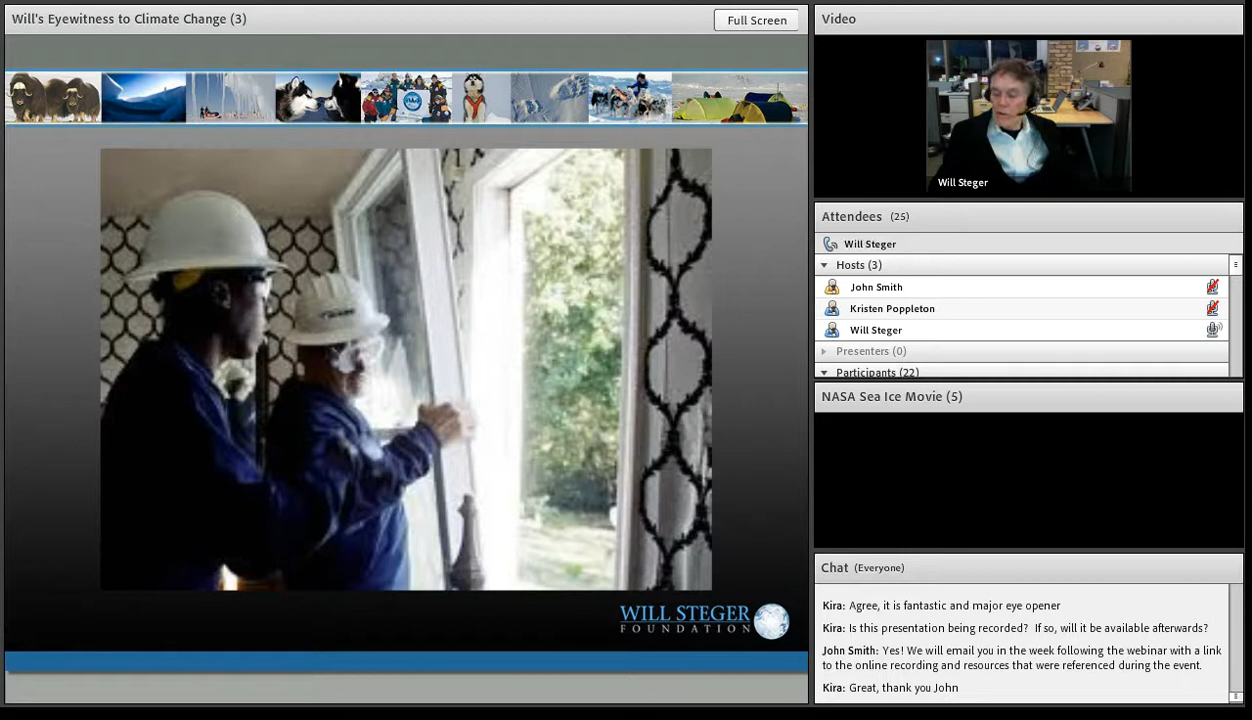 Will's Eyewitness to Climate Change (3)
Full Screen
WILL STEGER
FOUNDATION
Video
Will Steger
Attendees (25)
Will Steger
Hosts (3)
John Smith
Kristen Poppleton
Will Steger
Presenters (0)
Participants (22)
NASA Sea Ice Movie (5)
Chat (Everyone)
Kira: Agree, it is fantastic and major eye opener
Kira: Is this presentation being recorded? If so, will it be available afterwards?
John Smith: Yes! We will email you in the week following the webinar with a link
to the online recording and resources that were referenced during the event.
Kira: Great, thank you John